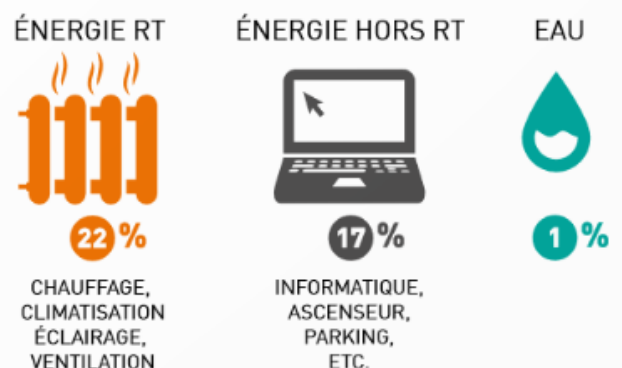 ÉNERGIE RT
22 %
CHAUFFAGE,
CLIMATISATION
ÉCLAIRAGE,
VENTILATION
ÉNERGIE HORS RT
17 %
INFORMATIQUE,
ASCENSEUR,
PARKING,
ETC.
EAU
1 %